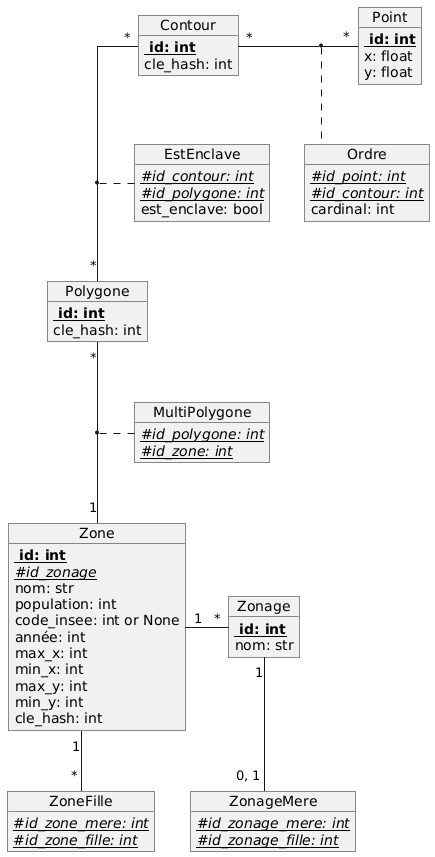 Contour
id: int
cle_hash: int
*
*
*
Point
id: int
x: float
y: float
EstEnclave
#id_contour: int
#id_polygone: int
est_enclave: bool
Ordre
#id_point: int
#id_contour: int
cardinal: int
*
Polygone
id: int
cle_hash: int
*
MultiPolygone
#id_polygone: int
#id_zone: int
1
Zone
id: int
#id_zonage
nom: str
population: int
code_insee: int or None
année: int
max_x: int
min_x: int
max_y: int
min_y: int
cle_hash: int
1
*
Zonage
id: int
nom: str
1
1
*
0, 1
ZoneFille
#id_zone_mere: int
#id_zone_fille: int
ZonageMere
#id_zonage_mere: int
#id_zonage_fille: int